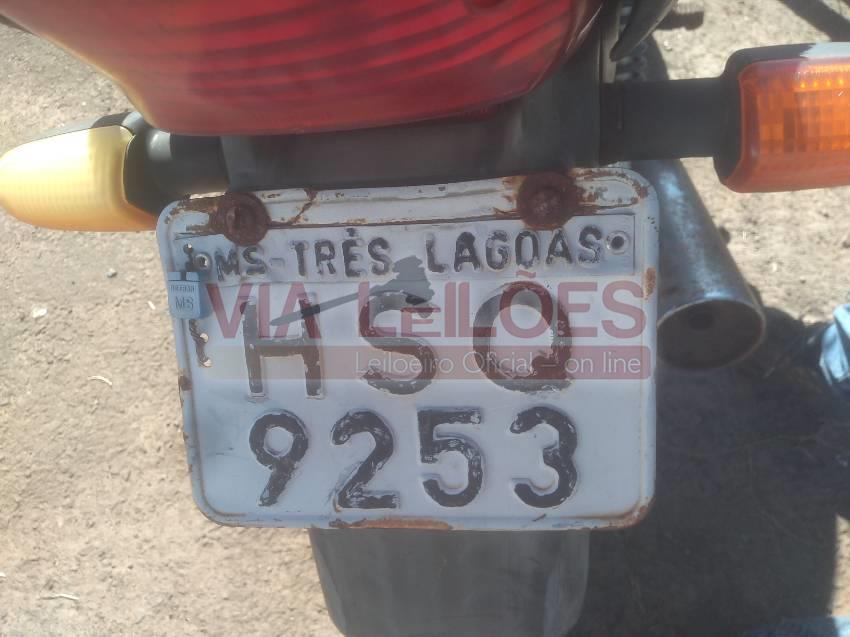 MS-TRÊS LAGOAS
MS
VIA LEILÕES
HSQ
Leiloeiro Oficial on line
9253